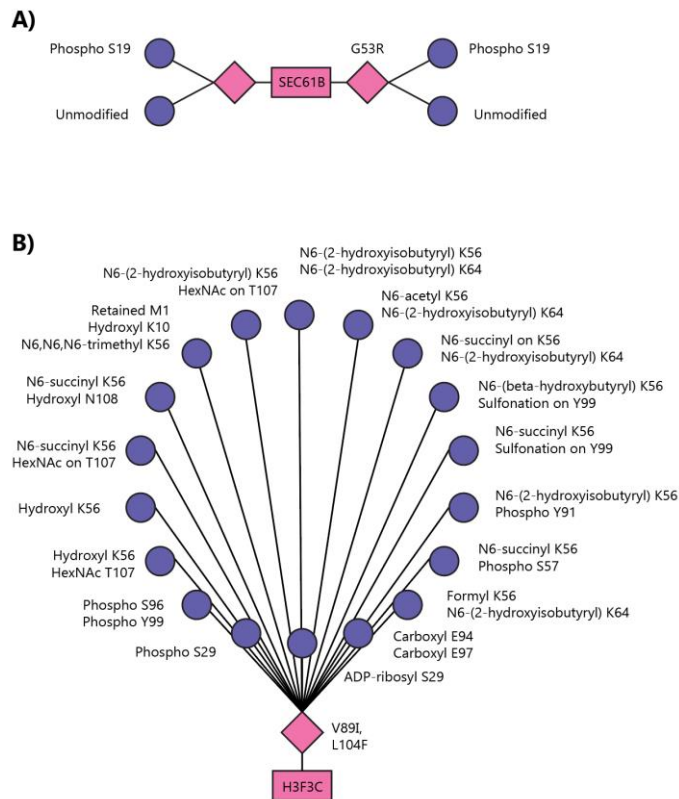 A)
Phospho S19
G53R
Phospho S19
SEC61B
Unmodified
Unmodified
B)
N6-(2-hydroxyisobutyryl) K56
N6-(2-hydroxyisobutyryl) K64
N6-(2-hydroxyisobutyryl) K56
HexNAc on T107
N6-acetyl K56
N6-(2-hydroxyisobutyryl) K64
Retained M1
Hydroxyl K10
N6,N6,N6-trimethyl K56
N6-succinyl on K56
N6-(2-hydroxyisobutyryl) K64
N6-succinyl K56
Hydroxyl N108
N6-(beta-hydroxybutyryl) K56
Sulfonation on Y99
N6-succinyl K56
HexNAc on T107
N6-succinyl K56
Sulfonation on Y99
Hydroxyl K56
N6-(2-hydroxyisobutyryl) K56
Phospho Y91
Hydroxyl K56
HexNAc T107
N6-succinyl K56
Phospho S57
Phospho S96
Phospho Y99
Formyl K56
N6-(2-hydroxyisobutyryl) K64
Phospho S29
Carboxyl E94
Carboxyl E97
ADP-ribosyl S29
V89I,
L104F
H3F3C